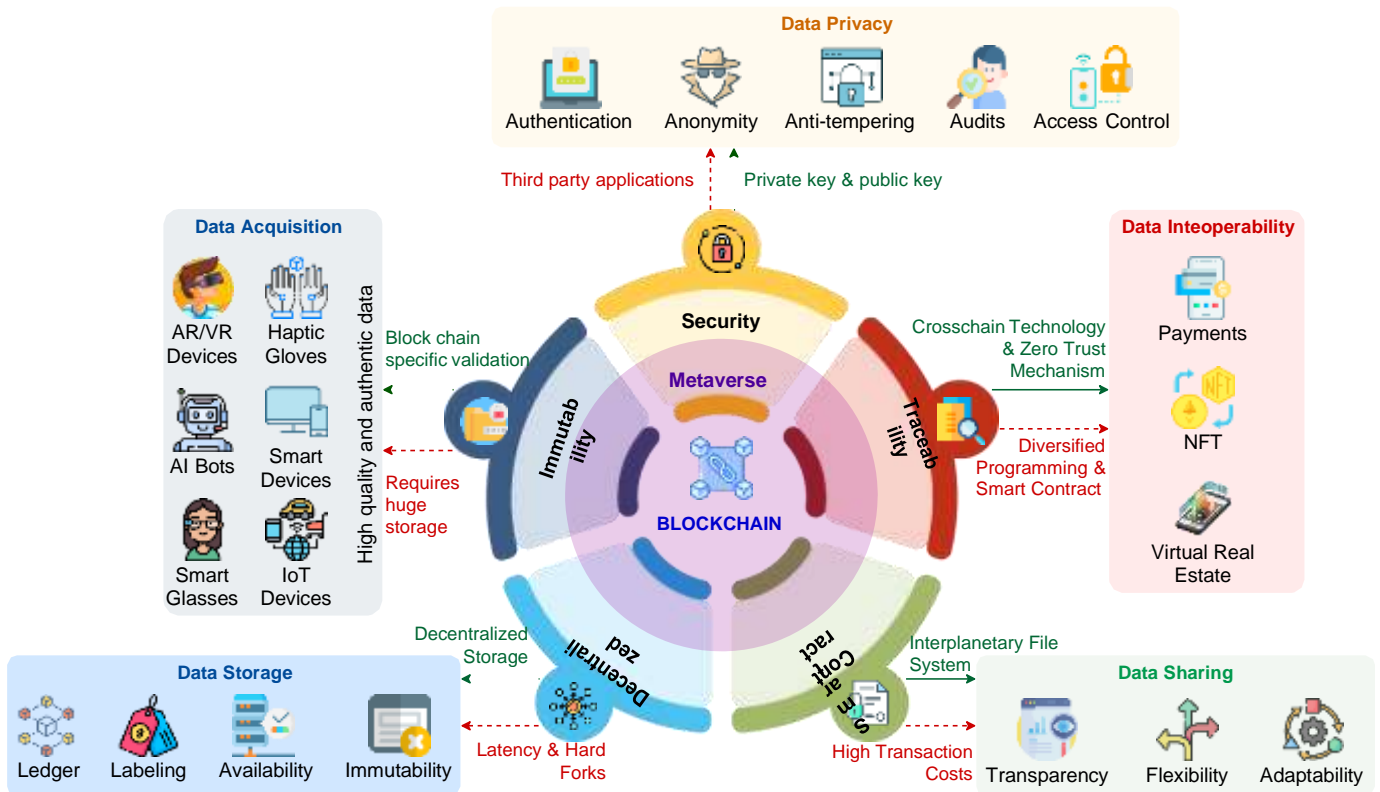 Data Privacy
Authentication
Anonymity
Anti-tempering
Audits
Access Control
Third party applications
Private key & public key
Data Acquisition
AR/VR
Devices
Haptic
Gloves
AI Bots
Smart
Devices
Smart
Glasses
IoT
Devices
High quality and authentic data
Block chain
specific validation
Requires
huge
storage
Security
Metaverse
BLOCKCHAIN
Immutab
ility
Traceab
ility
Decentrali
zed
Smart Cont
ract
Crosschain Technology
& Zero Trust
Mechanism
Diversified
Programming &
Smart Contract
Data Inteoperability
Payments
NFT
NFT
Virtual Real
Estate
Decentralized
Storage
Latency & Hard
Forks
Data Storage
Ledger
Labeling
Availability
Immutability
Interplanetary File
System
High Transaction
Costs
Data Sharing
Transparency
Flexibility
Adaptability